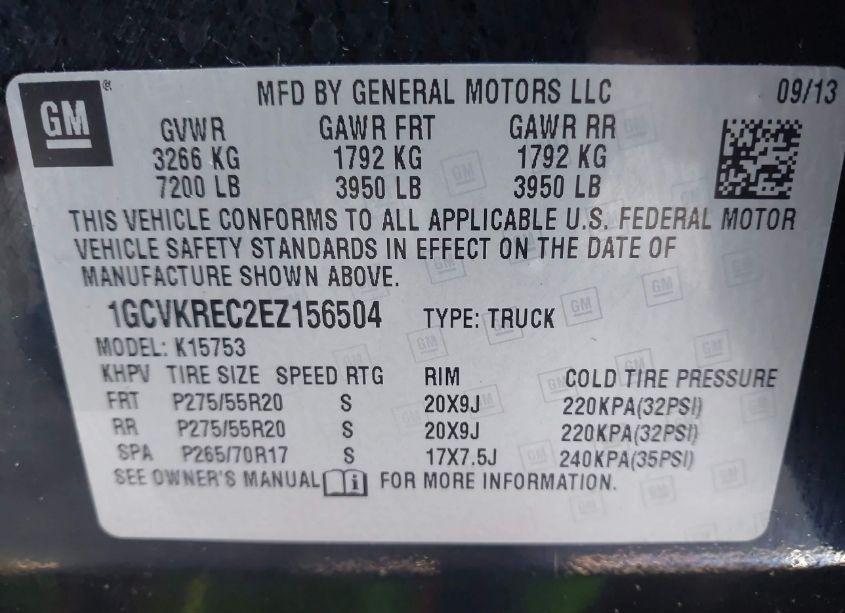 GM ®
MFD BY GENERAL MOTORS LLC 09/13
GVWR GAWR FRT GAWR RR
3266 KG 1792 KG 1792 KG
7200 LB 3950 LB 3950 LB
THIS VEHICLE CONFORMS TO ALL APPLICABLE U.S. FEDERAL MOTOR
VEHICLE SAFETY STANDARDS IN EFFECT ON THE DATE OF
MANUFACTURE SHOWN ABOVE.
1GCVKREC2EZ156504 TYPE: TRUCK
MODEL: K15753
KHPV TIRE SIZE SPEED RTG RIM COLD TIRE PRESSURE
FRT P275/55R20 S 20X9J 220KPA(32PSI)
RR P275/55R20 S 20X9J 220KPA(32PSI)
SPA P265/70R17 S 17X7.5J 240KPA(35PSI)
SEE OWNER'S MANUAL i FOR MORE INFORMATION.